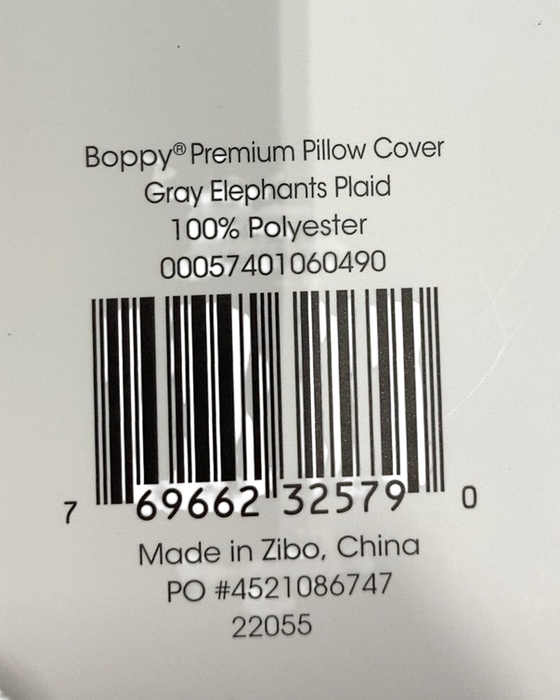 Boppy® Premium Pillow Cover
Gray Elephants Plaid
100% Polyester
00057401060490
7 69662 32579 0
Made in Zibo, China
PO #4521086747
22055